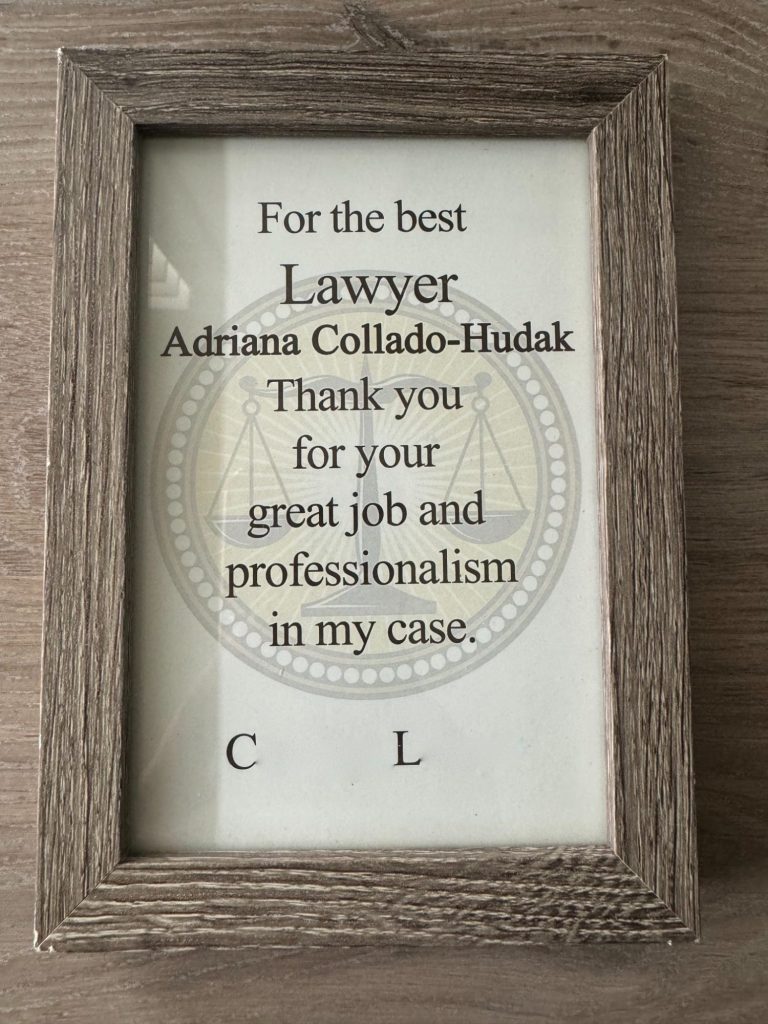 For the best
Lawyer
Adriana Collado-Hudak
Thank you
for your
great job and
professionalism
in my case.
C L